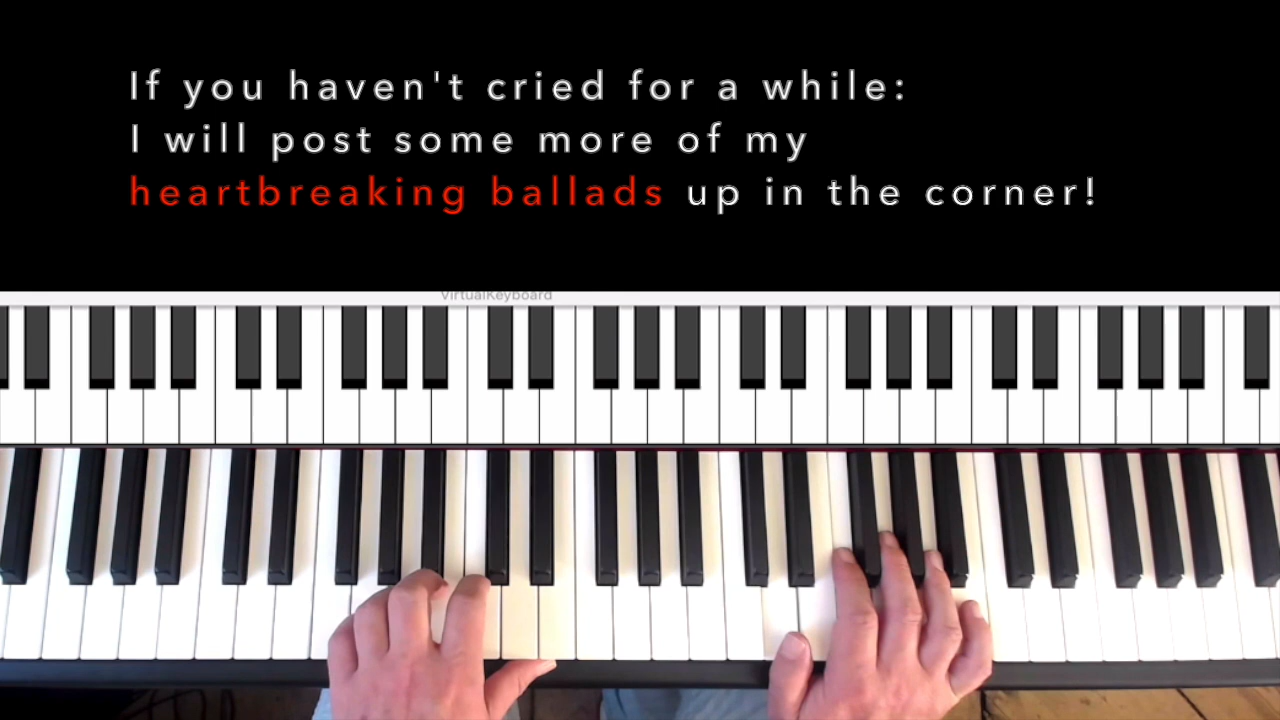 If you haven't cried for a while:
I will post some more of my
heartbreaking ballads up in the corner!
VirtualKeyboard